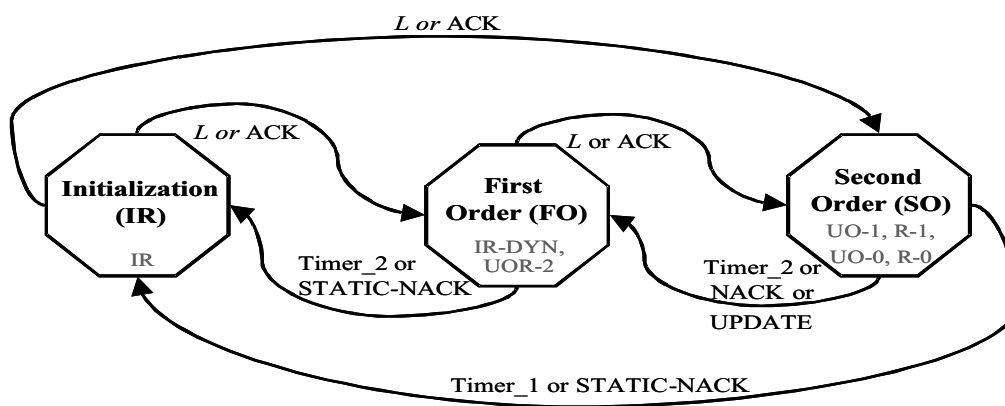 L or ACK
L or ACK
L or ACK
Initialization
(IR)
IR
First
Order (FO)
IR-DYN,
UOR-2
Second
Order (SO)
UO-1, R-1,
UO-0, R-0
Timer_2 or
STATIC-NACK
Timer_2 or
NACK or
UPDATE
Timer_1 or STATIC-NACK